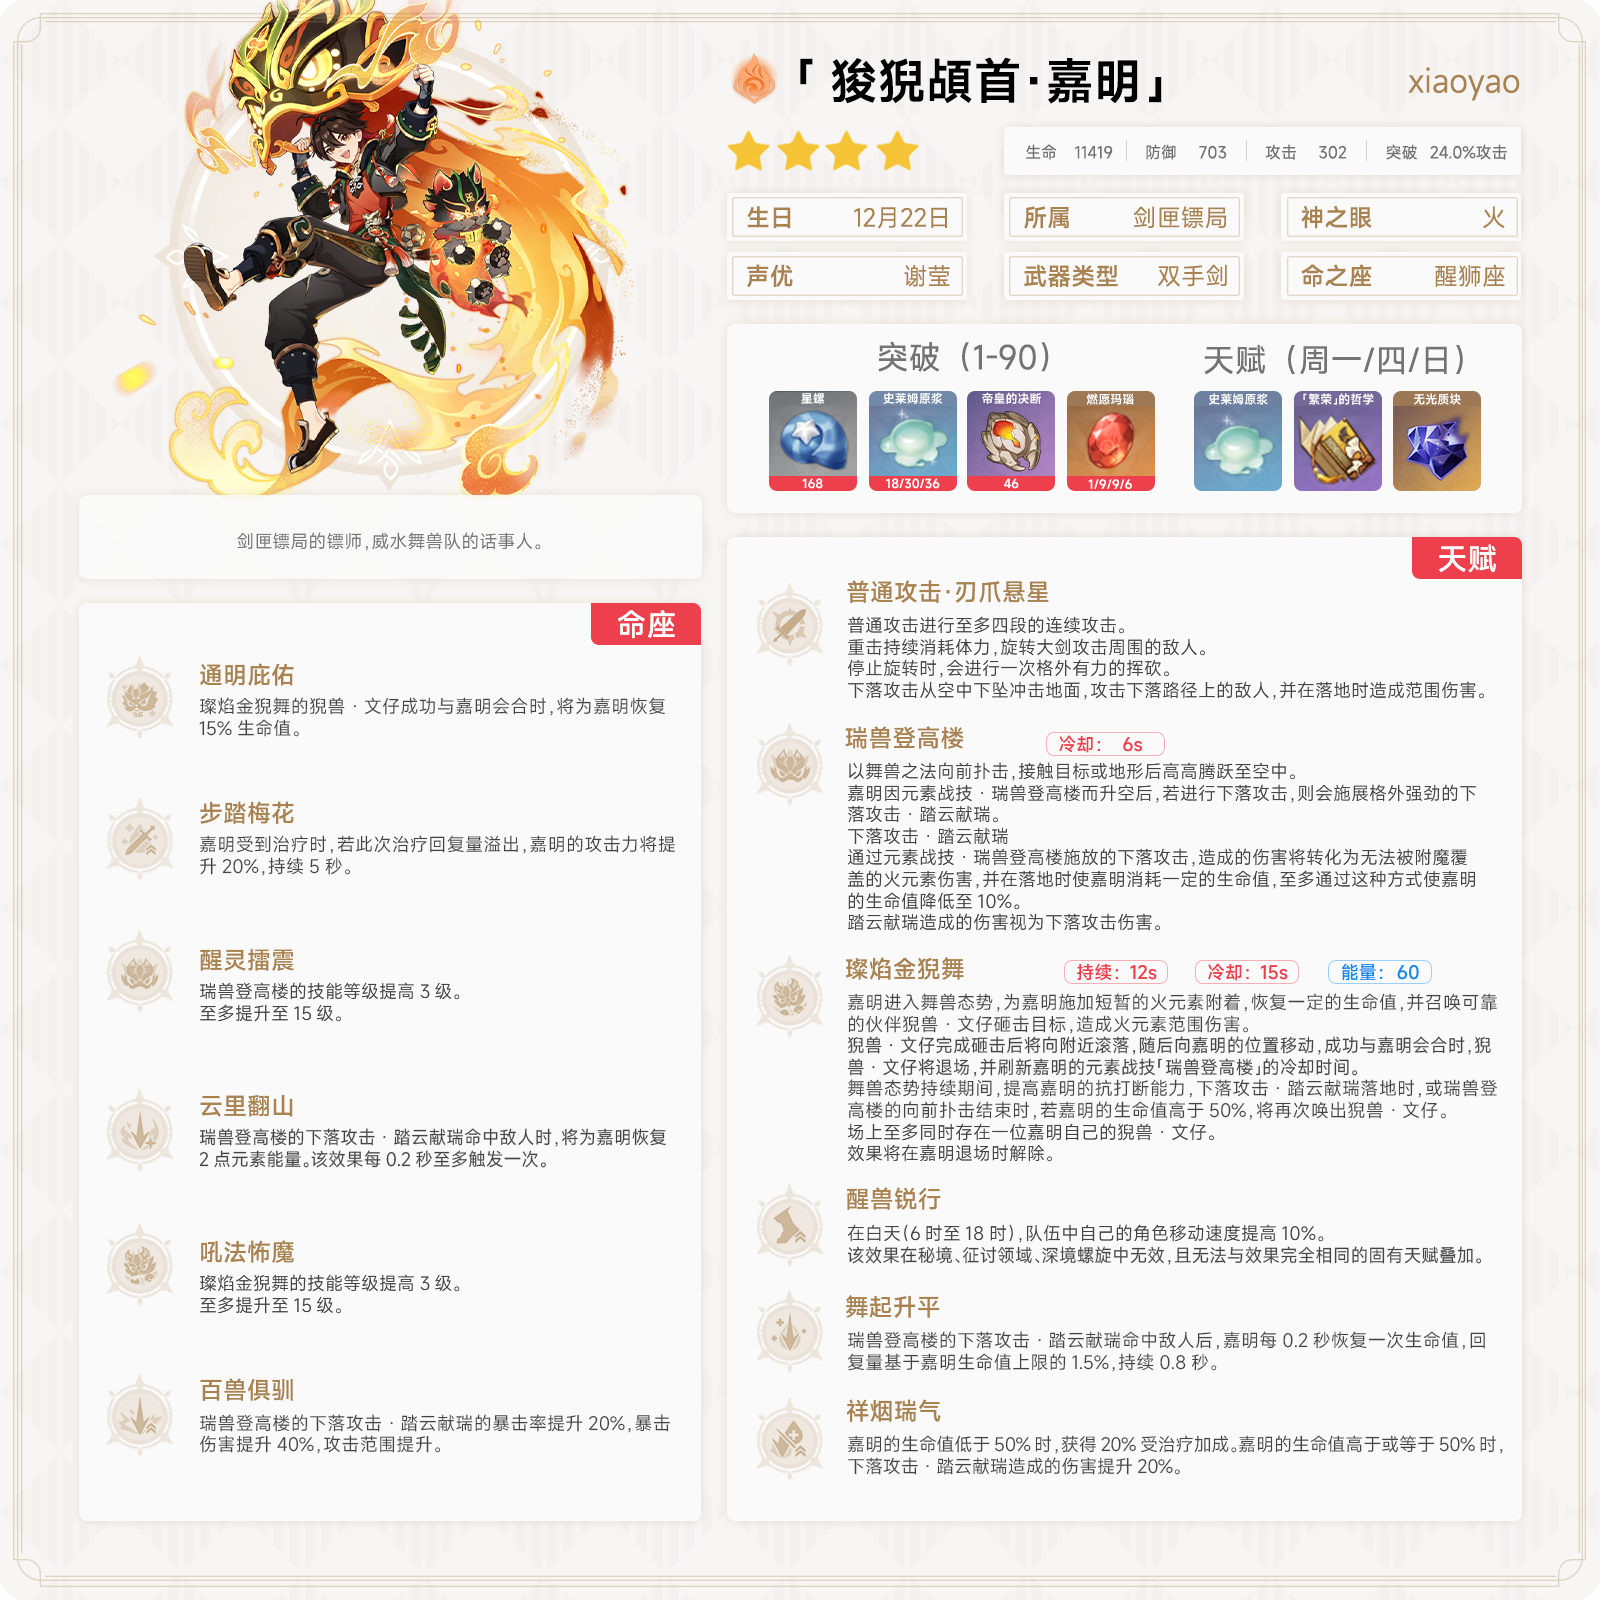 「 狻猊頏首·嘉明」
xiaoyao
生命 11419 防御 703 攻击 302 突破 24.0%攻击
生日 12月22日 所属 剑匣镖局 神之眼 火
声优 谢莹 武器类型 双手剑 命之座 醒狮座
突破（1-90）
星螺 史莱姆原浆 帝皇的决断 燃愿玛瑙
168 18/30/36 46 1/9/9/6
天赋（周一/四/日）
史莱姆原浆 「繁荣」的哲学 无光质块
剑匣镖局的镖师,威水舞兽队的话事人。
命座
通明庇佑
璨焰金猊舞的猊兽 · 文仔成功与嘉明会合时,将为嘉明恢复
15% 生命值。
步踏梅花
嘉明受到治疗时,若此次治疗回复量溢出,嘉明的攻击力将提
升 20%,持续 5 秒。
醒灵擂震
瑞兽登高楼的技能等级提高 3 级。
至多提升至 15 级。
云里翻山
瑞兽登高楼的下落攻击 · 踏云献瑞命中敌人时,将为嘉明恢复
2 点元素能量。该效果每 0.2 秒至多触发一次。
吼法怖魔
璨焰金猊舞的技能等级提高 3 级。
至多提升至 15 级。
百兽俱驯
瑞兽登高楼的下落攻击 · 踏云献瑞的暴击率提升 20%,暴击
伤害提升 40%,攻击范围提升。
天赋
普通攻击·刃爪悬星
普通攻击进行至多四段的连续攻击。
重击持续消耗体力,旋转大剑攻击周围的敌人。
停止旋转时,会进行一次格外有力的挥砍。
下落攻击从空中下坠冲击地面,攻击下落路径上的敌人,并在落地时造成范围伤害。
瑞兽登高楼 冷却： 6s
以舞兽之法向前扑击,接触目标或地形后高高腾跃至空中。
嘉明因元素战技 · 瑞兽登高楼而升空后,若进行下落攻击,则会施展格外强劲的下
落攻击 · 踏云献瑞。
下落攻击 · 踏云献瑞
通过元素战技 · 瑞兽登高楼施放的下落攻击,造成的伤害将转化为无法被附魔覆
盖的火元素伤害,并在落地时使嘉明消耗一定的生命值,至多通过这种方式使嘉明
的生命值降低至 10%。
踏云献瑞造成的伤害视为下落攻击伤害。
璨焰金猊舞 持续：12s 冷却：15s 能量：60
嘉明进入舞兽态势,为嘉明施加短暂的火元素附着,恢复一定的生命值,并召唤可靠
的伙伴猊兽 · 文仔砸击目标,造成火元素范围伤害。
猊兽 · 文仔完成砸击后将向附近滚落,随后向嘉明的位置移动,成功与嘉明会合时,猊
兽 · 文仔将退场,并刷新嘉明的元素战技「瑞兽登高楼」的冷却时间。
舞兽态势持续期间,提高嘉明的抗打断能力,下落攻击 · 踏云献瑞落地时,或瑞兽登
高楼的向前扑击结束时,若嘉明的生命值高于 50%,将再次唤出猊兽 · 文仔。
场上至多同时存在一位嘉明自己的猊兽 · 文仔。
效果将在嘉明退场时解除。
醒兽锐行
在白天(6 时至 18 时),队伍中自己的角色移动速度提高 10%。
该效果在秘境、征讨领域、深境螺旋中无效,且无法与效果完全相同的固有天赋叠加。
舞起升平
瑞兽登高楼的下落攻击 · 踏云献瑞命中敌人后,嘉明每 0.2 秒恢复一次生命值,回
复量基于嘉明生命值上限的 1.5%,持续 0.8 秒。
祥烟瑞气
嘉明的生命值低于 50% 时,获得 20% 受治疗加成。嘉明的生命值高于或等于 50% 时,
下落攻击 · 踏云献瑞造成的伤害提升 20%。